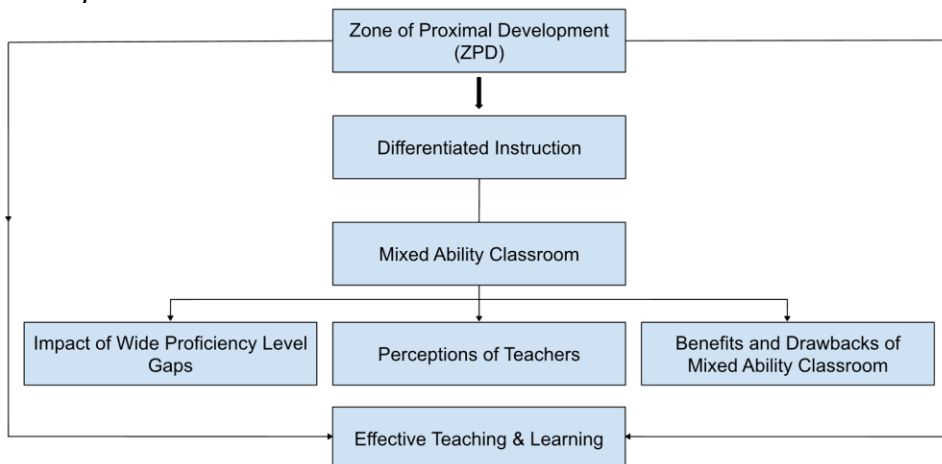 Zone of Proximal Development
(ZPD)
Differentiated Instruction
Mixed Ability Classroom
Impact of Wide Proficiency Level
Gaps
Perceptions of Teachers
Benefits and Drawbacks of
Mixed Ability Classroom
Effective Teaching & Learning